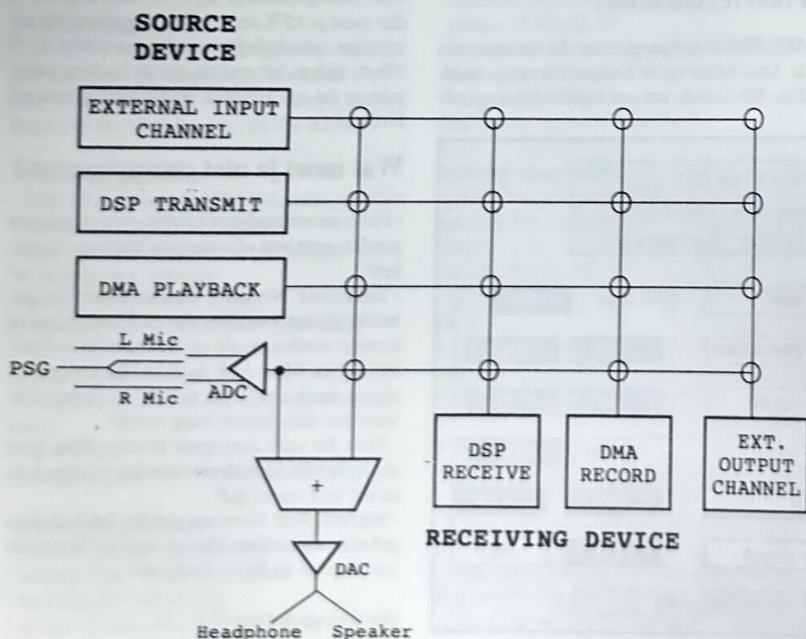 SOURCE
DEVICE
EXTERNAL INPUT
CHANNEL
DSP TRANSMIT
DMA PLAYBACK
L Mic
PSG
R Mic
ADC
+
DAC
Headphone Speaker
DSP
RECEIVE
DMA
RECORD
EXT.
OUTPUT
CHANNEL
RECEIVING DEVICE